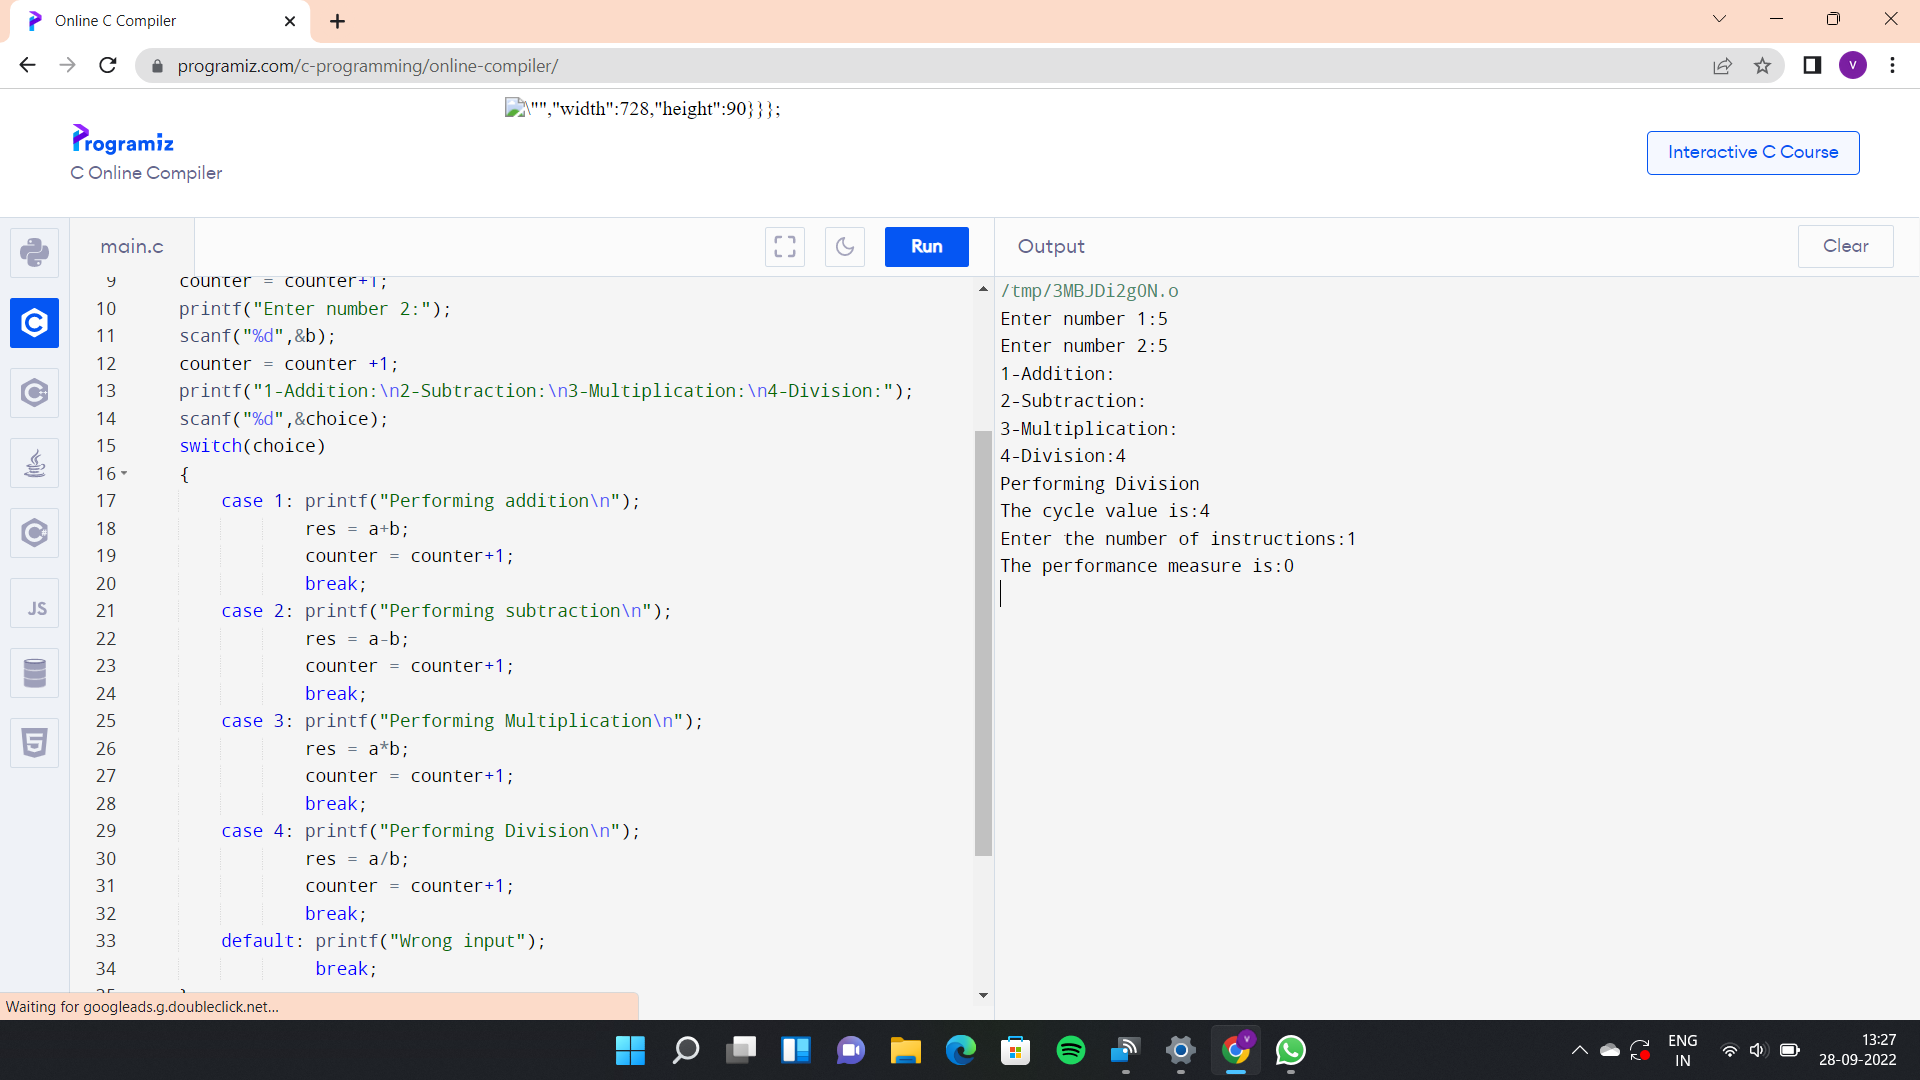 Online C Compiler
programiz.com/c-programming/online-compiler/
V
\"","width":728,"height":90}}};
Programiz
C Online Compiler
Interactive C Course
main.c
Run
Output
Clear
9 counter = counter+1;
10 printf("Enter number 2:");
11 scanf("%d",&b);
12 counter = counter +1;
13 printf("1-Addition:\n2-Subtraction:\n3-Multiplication:\n4-Division:");
14 scanf("%d",&choice);
15 switch(choice)
16 {
17 case 1: printf("Performing addition\n");
18 res = a+b;
19 counter = counter+1;
20 break;
21 case 2: printf("Performing subtraction\n");
22 res = a-b;
23 counter = counter+1;
24 break;
25 case 3: printf("Performing Multiplication\n");
26 res = a*b;
27 counter = counter+1;
28 break;
29 case 4: printf("Performing Division\n");
30 res = a/b;
31 counter = counter+1;
32 break;
33 default: printf("Wrong input");
34 break;
JS
/tmp/3MBJDi2gON.o
Enter number 1:5
Enter number 2:5
1-Addition:
2-Subtraction:
3-Multiplication:
4-Division:4
Performing Division
The cycle value is:4
Enter the number of instructions:1
The performance measure is:0
Waiting for googleads.g.doubleclick.net...
ENG
IN
13:27
28-09-2022